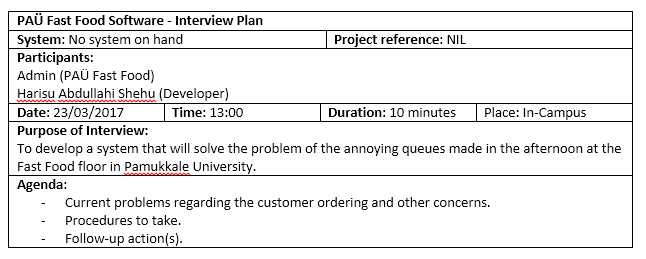 PAÜ Fast Food Software - Interview Plan
System: No system on hand Project reference: NIL
Participants:
Admin (PAÜ Fast Food)
Harisu Abdullahi Shehu (Developer)
Date: 23/03/2017 Time: 13:00 Duration: 10 minutes Place: In-Campus
Purpose of Interview:
To develop a system that will solve the problem of the annoying queues made in the afternoon at the
Fast Food floor in Pamukkale University.
Agenda:
- Current problems regarding the customer ordering and other concerns.
- Procedures to take.
- Follow-up action(s).